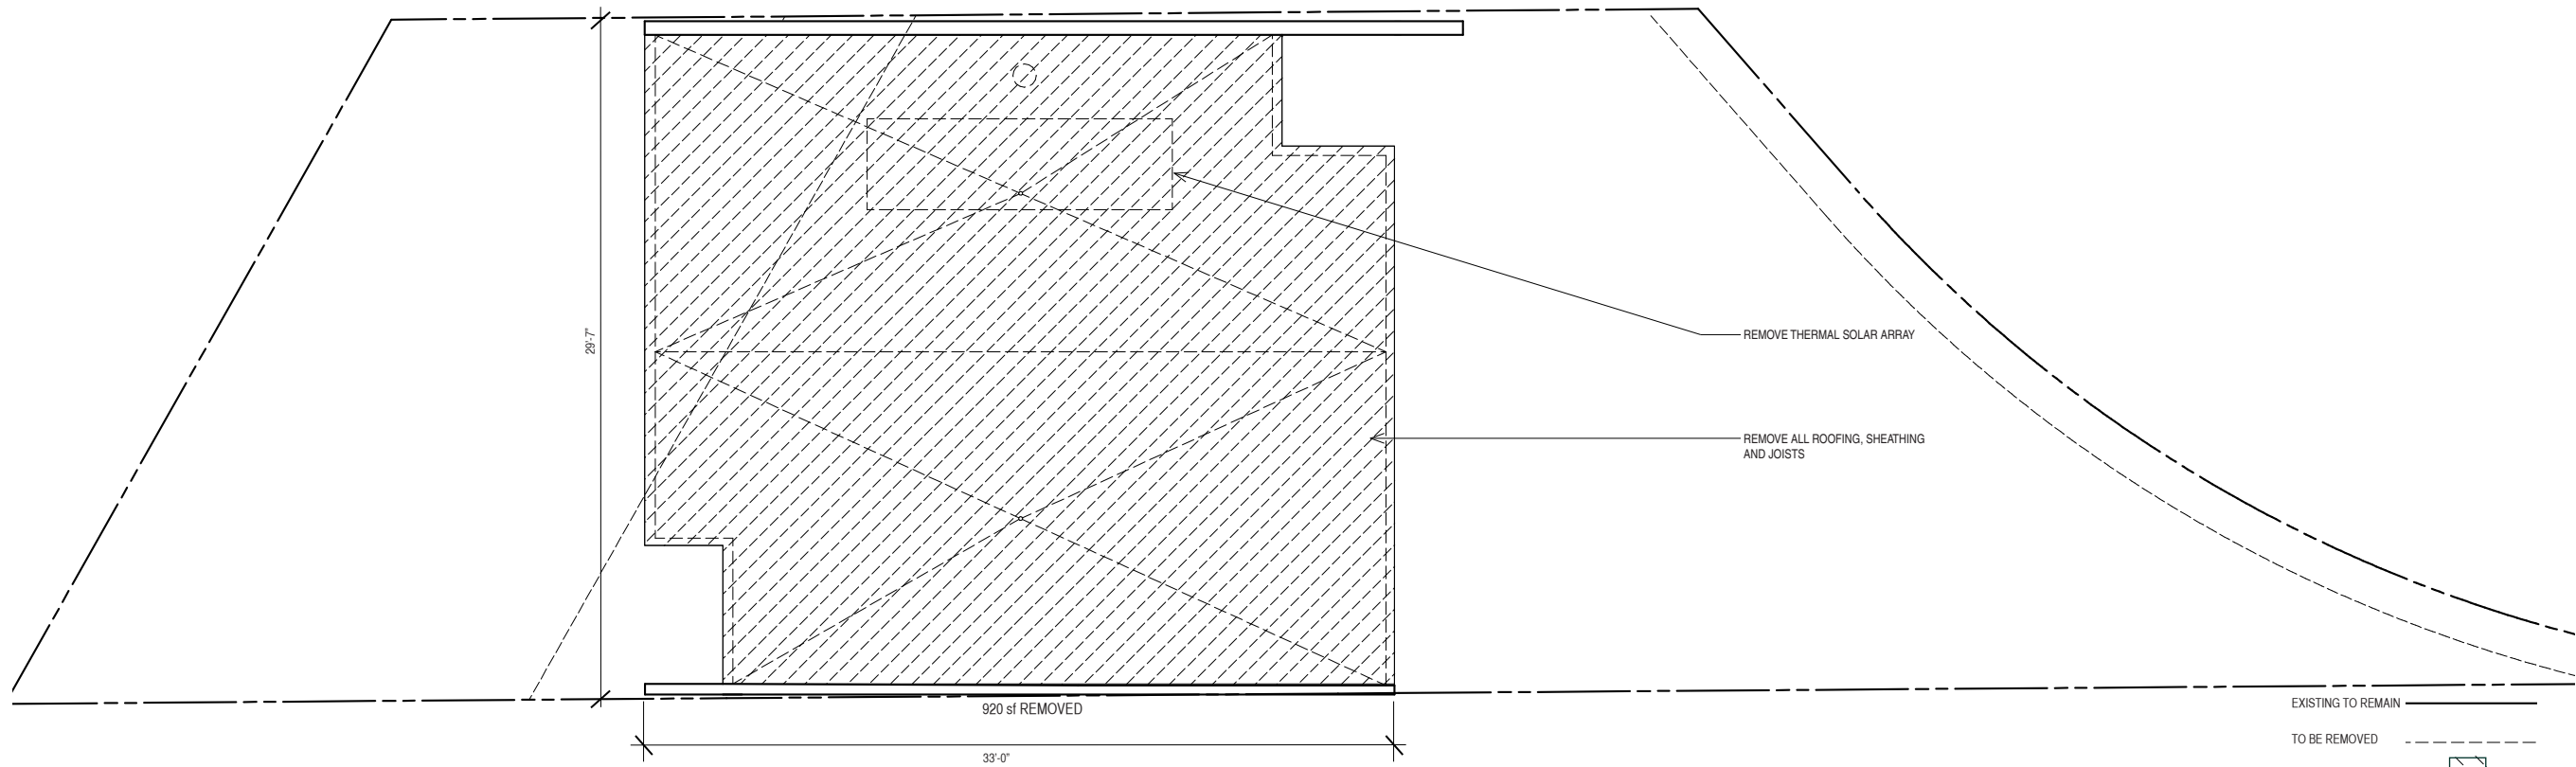 29'-7"
REMOVE THERMAL SOLAR ARRAY
REMOVE ALL ROOFING, SHEATHING
AND JOISTS
920 sf REMOVED
33'-0"
EXISTING TO REMAIN
TO BE REMOVED